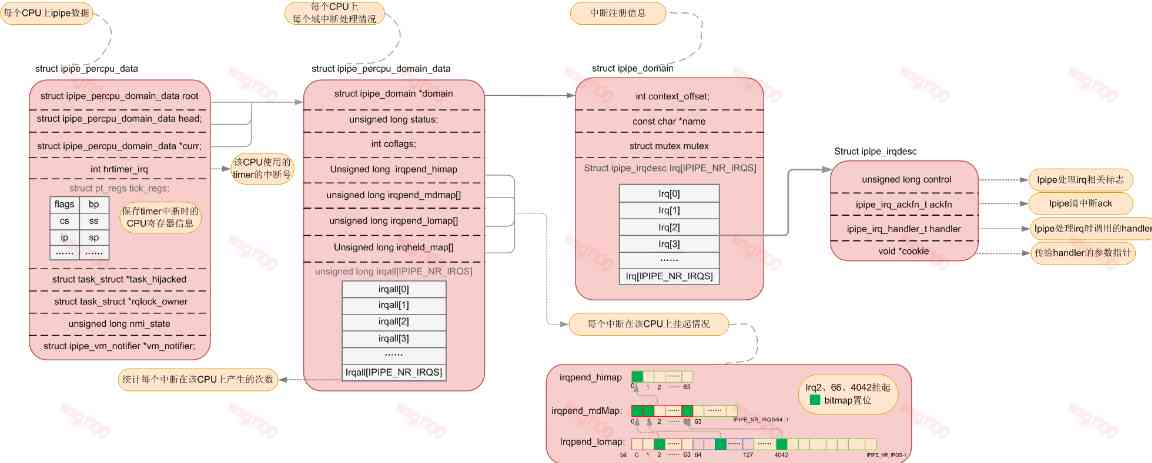 每个CPU上ipipe数据
每个CPU上
每个域中断处理情况
中断注册信息
struct ipipe_percpu_data
struct ipipe_percpu_data root
struct ipipe_percpu_domain_data head;
struct ipipe_percpu_domain_data *curr;
int hrtimer_irq
该CPU使用的
timer的中断号
struct pt_regs tick_regs;
flags bp
cs ss
ip sp
…… ……
保存timer中断时的
CPU寄存器信息
struct task_struct *task_hijacked
struct task_struct *rqlock_owner
unsigned long nmi_state
struct ipipe_vm_notifier *vm_notifier;
struct ipipe_percpu_domain_data
struct ipipe_domain *domain
unsigned long status;
int coflags;
Unsigned long irqpend_himap
unsigned long irqpend_mdmap[]
unsigned long irqpend_lomap[]
Unsigned long irqheld_map[]
unsigned long irqall[IPIPE_NR_IRQS]
irqall[0]
irqall[1]
irqall[2]
irqall[3]
……
Irqall[IPIPE_NR_IRQS]
统计每个中断在该CPU上产生的次数
struct ipipe_domain
int context_offset;
const char *name
struct mutex mutex
Struct ipipe_irqdesc Irq[IPIPE_NR_IRQS]
Irq[0]
Irq[1]
Irq[2]
Irq[3]
……
Irq[IPIPE_NR_IRQS]
Struct ipipe_irqdesc
unsigned long control
ipipe_irq_ackfn_t ackfn
ipipe_irq_handler_t handler
void *cookie
Ipipe处理irq相关标志
Ipipe清中断ack
Ipipe处理irq时调用的handler
传给handler的参数指针
每个中断在该CPU上挂起情况
irqpend_himap
0 1 2 …… 63
irqpend_mdMap:
0 1 2 …… 63
Irqpend_lomap:
0 1 2 …… 63 64 …… 127 …… 4042
IPIPE_NR_IRQS-1
Irq2、66、4042挂起
bitmap置位